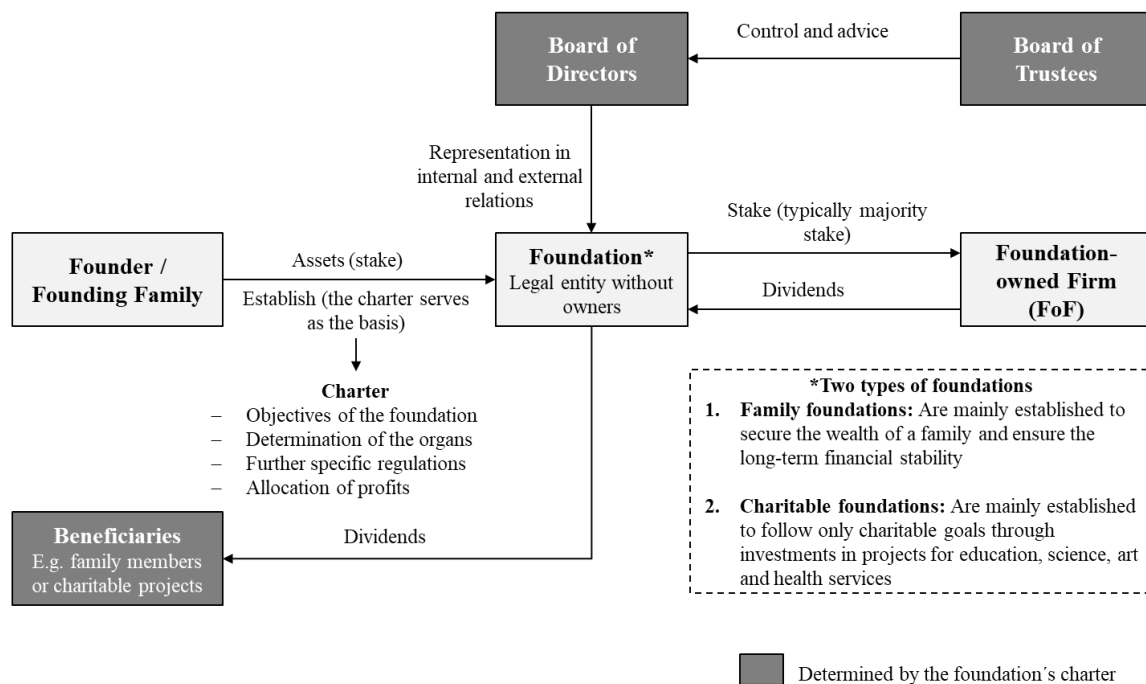 Board of
Directors
Control and advice
Board of
Trustees
Representation in
internal and external
relations
Founder /
Founding Family
Assets (stake)
Establish (the charter serves
as the basis)
Foundation*
Legal entity without
owners
Stake (typically majority
stake)
Dividends
Foundation-
owned Firm
(FoF)
Charter
– Objectives of the foundation
– Determination of the organs
– Further specific regulations
– Allocation of profits
*Two types of foundations
1. Family foundations: Are mainly established to
secure the wealth of a family and ensure the
long-term financial stability
2. Charitable foundations: Are mainly established
to follow only charitable goals through
investments in projects for education, science, art
and health services
Beneficiaries
E.g. family members
or charitable projects
Dividends
Determined by the foundation´s charter